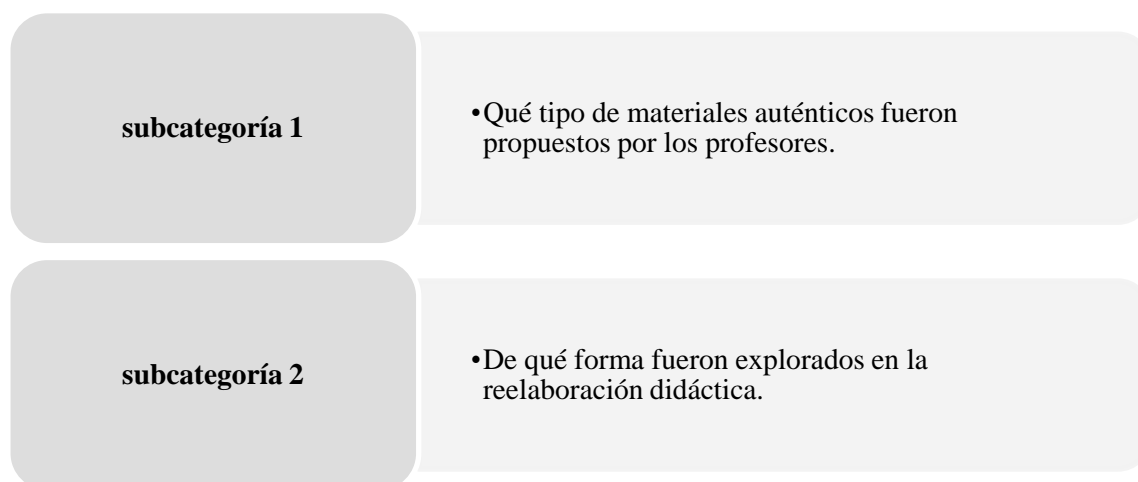 subcategoría 1
•Qué tipo de materiales auténticos fueron
propuestos por los profesores.
subcategoría 2
•De qué forma fueron explorados en la
reelaboración didáctica.